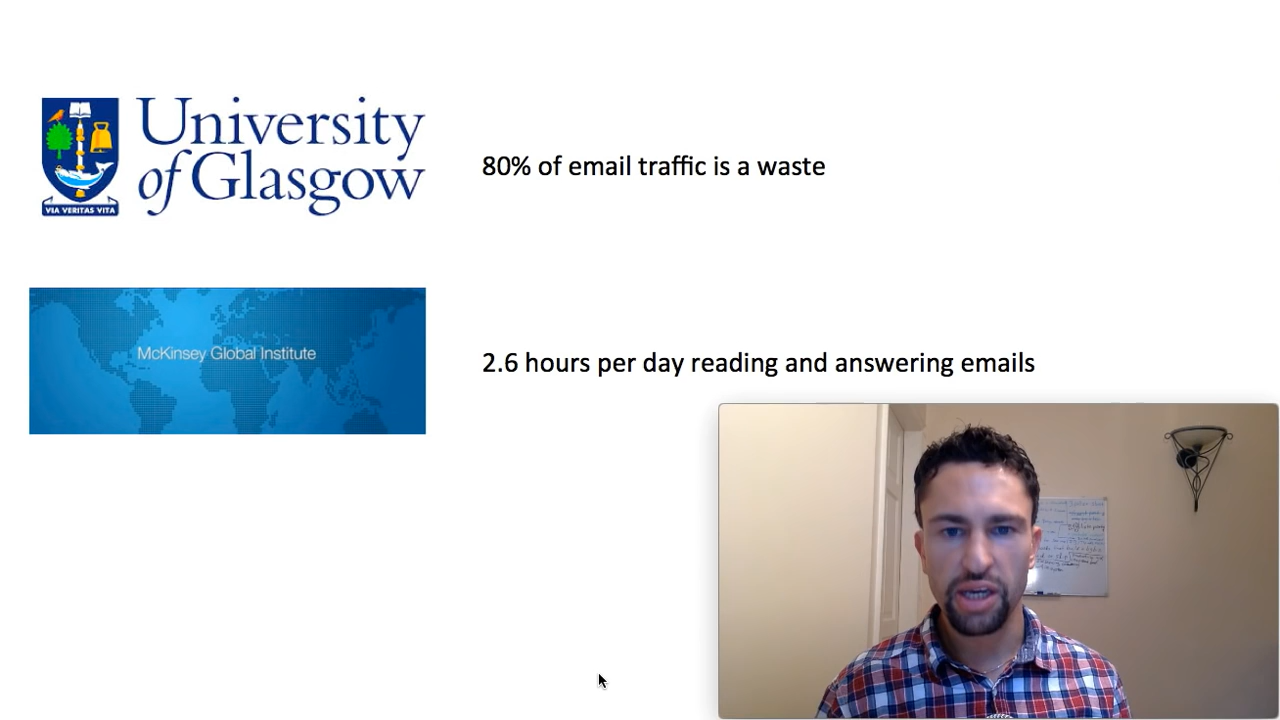 University
of Glasgow
VIA VERITAS VITA
80% of email traffic is a waste
McKinsey Global Institute
2.6 hours per day reading and answering emails